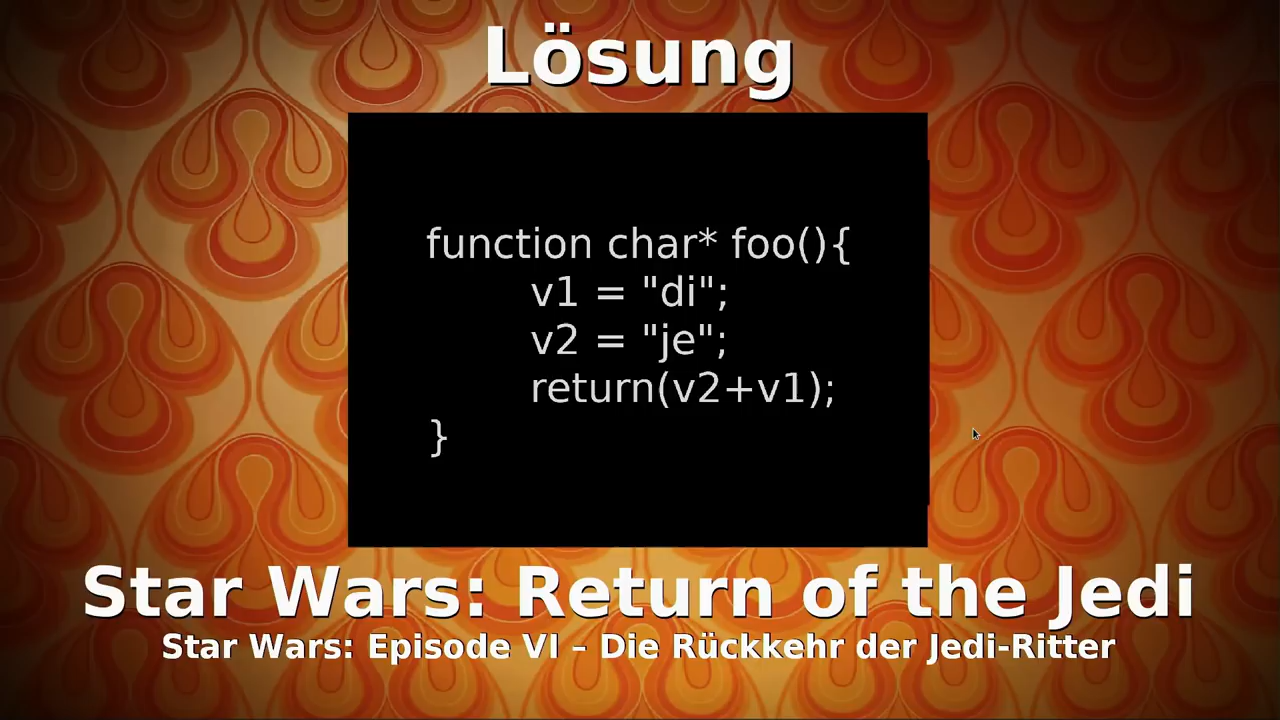 Lösung
function char* foo(){
v1 = "di";
v2 = "je";
return(v2+v1);
}
Star Wars: Return of the Jedi
Star Wars: Episode VI – Die Rückkehr der Jedi-Ritter